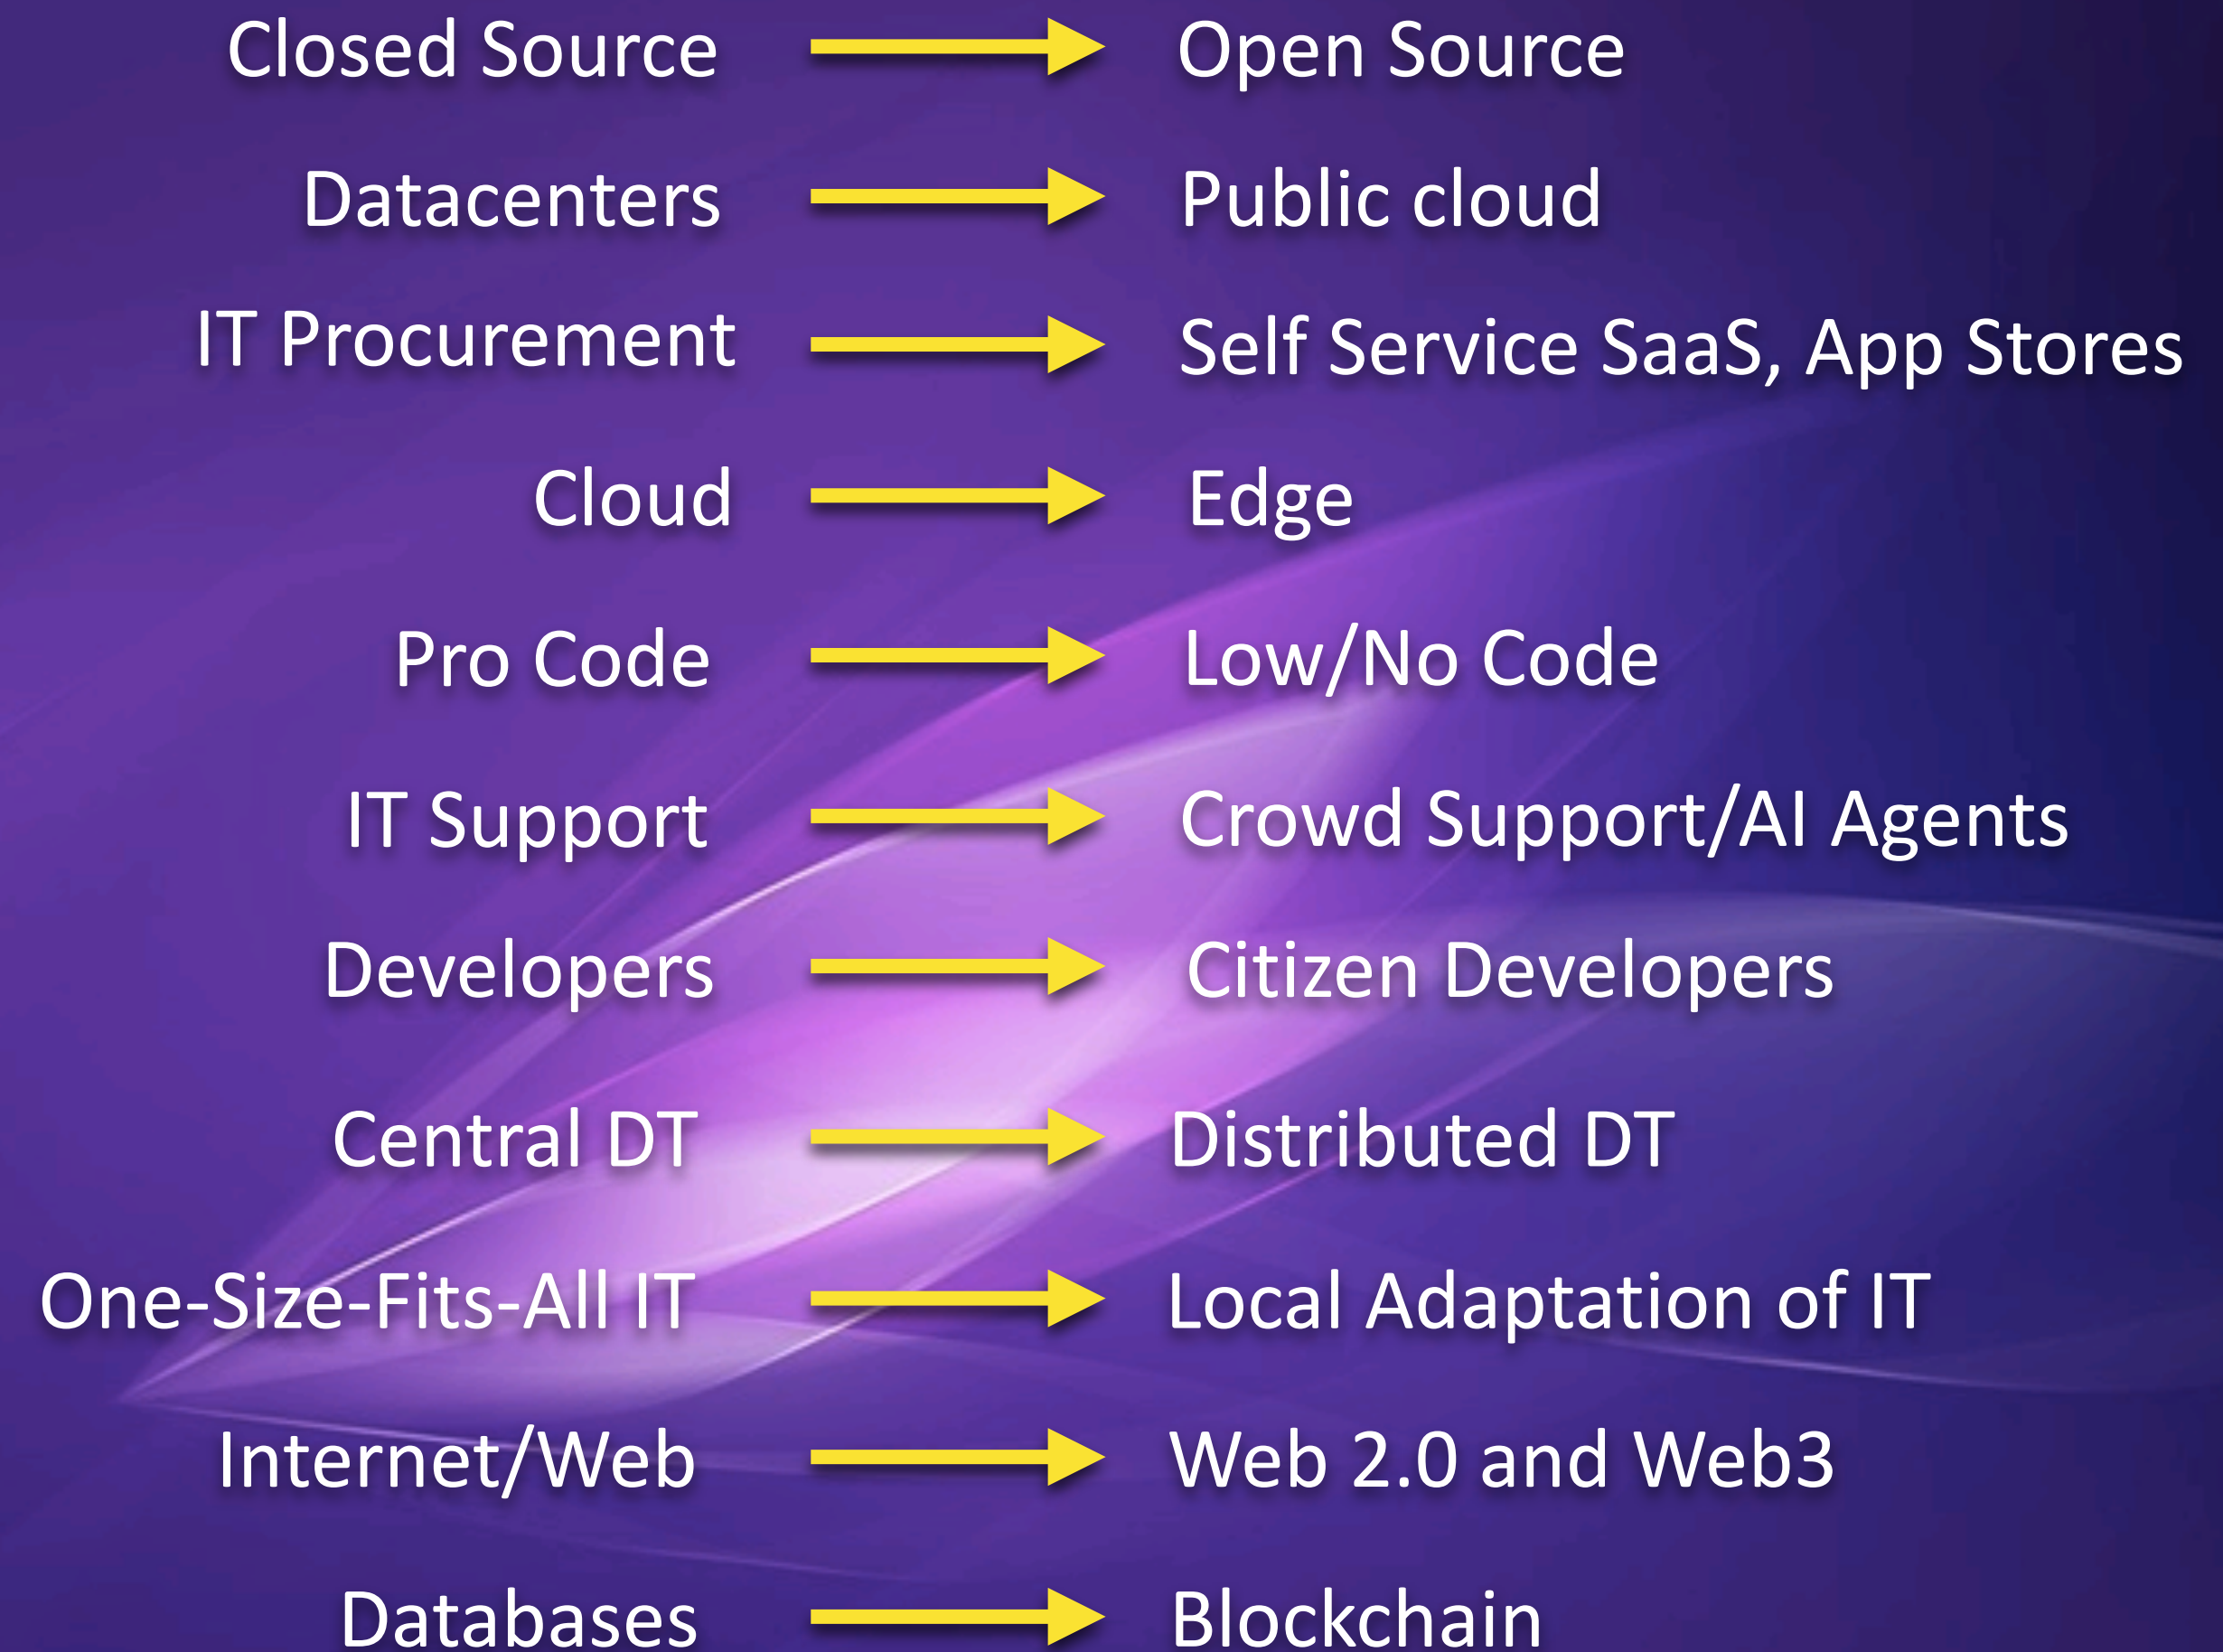 Closed Source Open Source
Datacenters Public cloud
IT Procurement Self Service SaaS, App Stores
Cloud Edge
Pro Code Low/No Code
IT Support Crowd Support/AI Agents
Developers Citizen Developers
Central DT Distributed DT
One-Size-Fits-All IT Local Adaptation of IT
Internet/Web Web 2.0 and Web3
Databases Blockchain